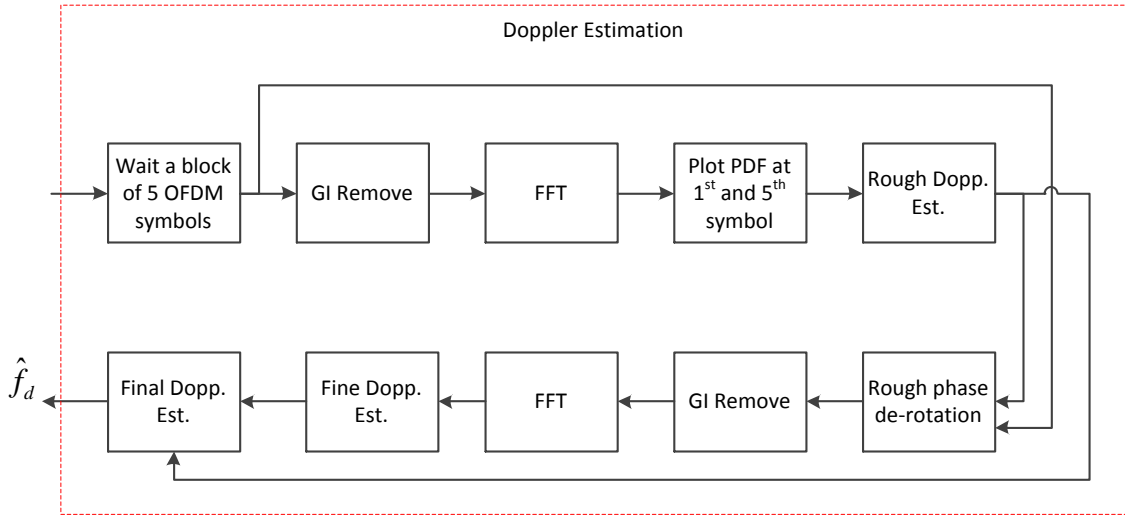 Doppler Estimation
Wait a block
of 5 OFDM
symbols
GI Remove
FFT
Plot PDF at
1st and 5th
symbol
Rough Dopp.
Est.
f̂d
Final Dopp.
Est.
Fine Dopp.
Est.
FFT
GI Remove
Rough phase
de-rotation